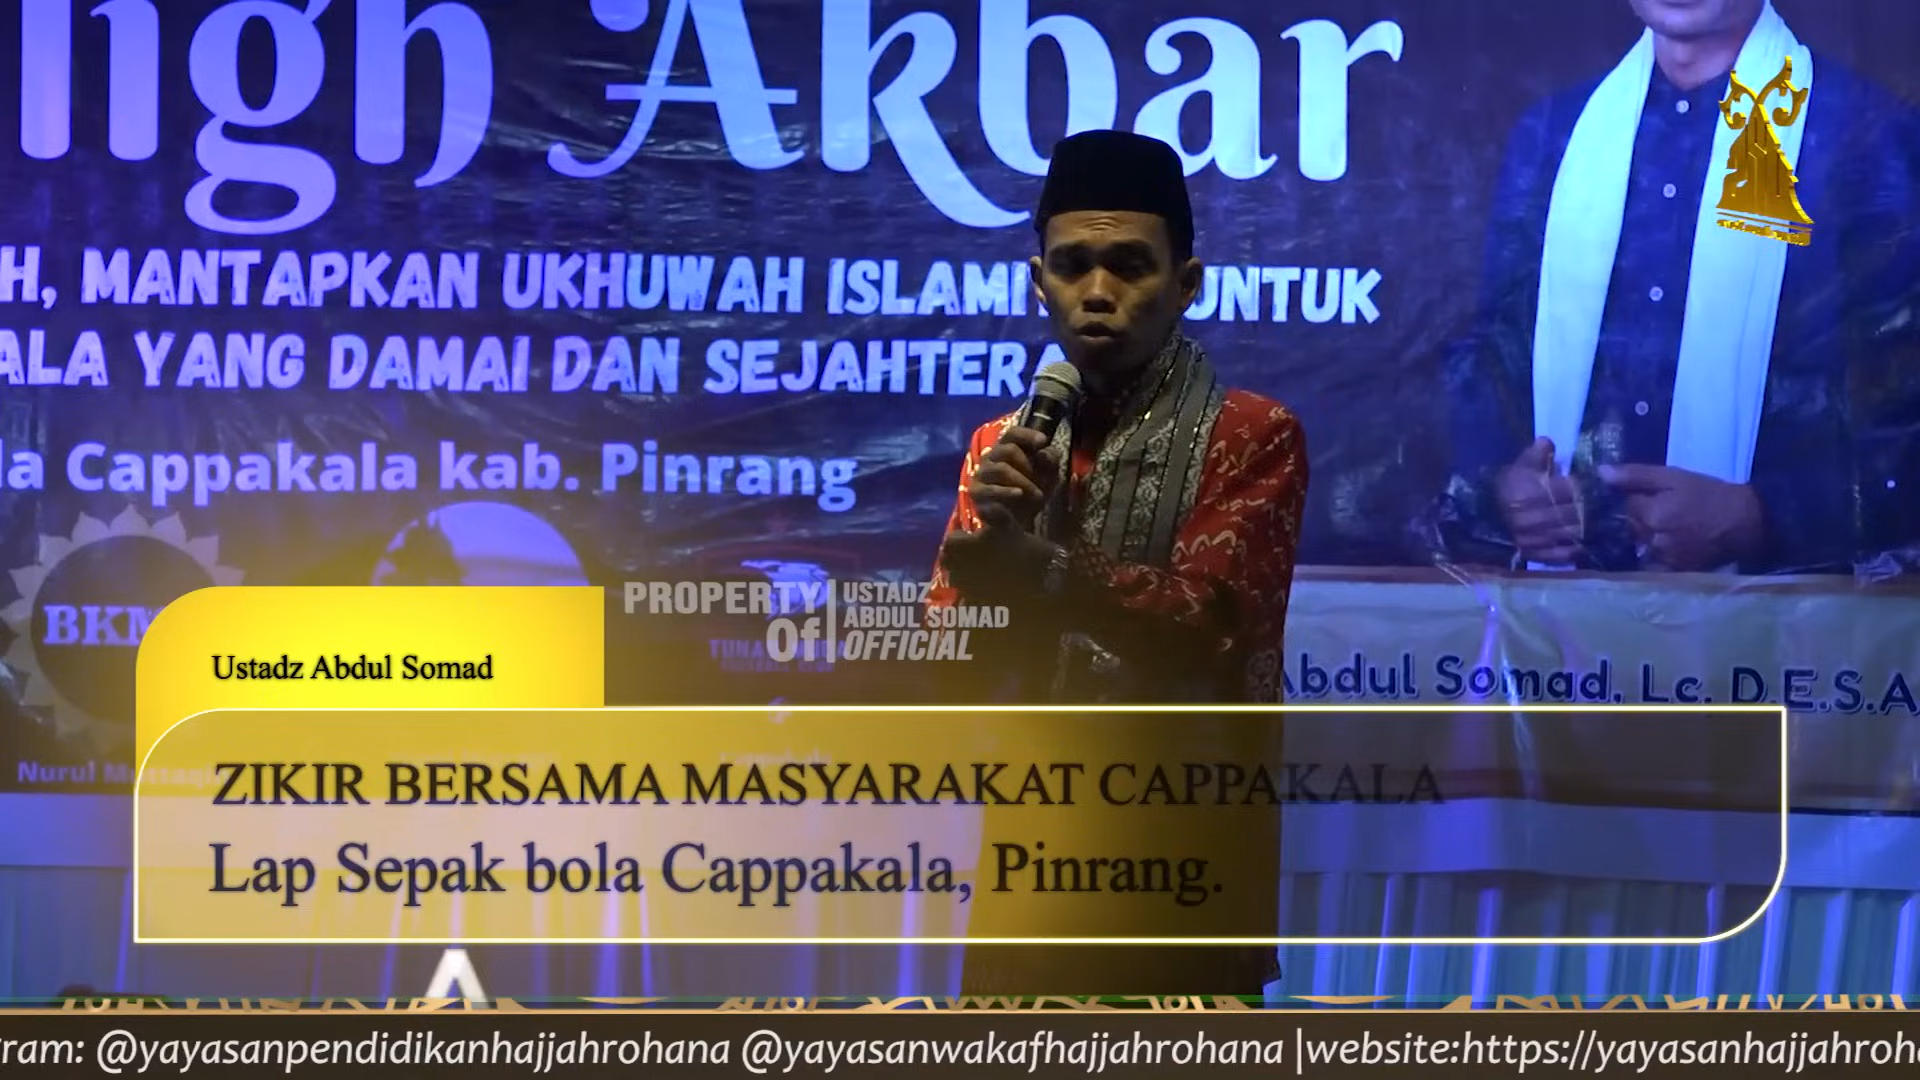 ligh Akbar
H, MANTAPKAN UKHUWAH ISLAMI UNTUK
ALA YANG DAMAI DAN SEJAHTERA
la Cappakala kab. Pinrang
BKM
PROPERTY Of
USTADZ ABDUL SOMAD OFFICIAL
Ustadz Abdul Somad
Abdul Somad, Lc, D.E.S.A
Nurul
ZIKIR BERSAMA MASYARAKAT CAPPAKALA
Lap Sepak bola Cappakala, Pinrang.
ram: @yayasanpendidikanhajjahrohana @yayasanwakafhajjahrohana |website:https://yayasanhajjahroha